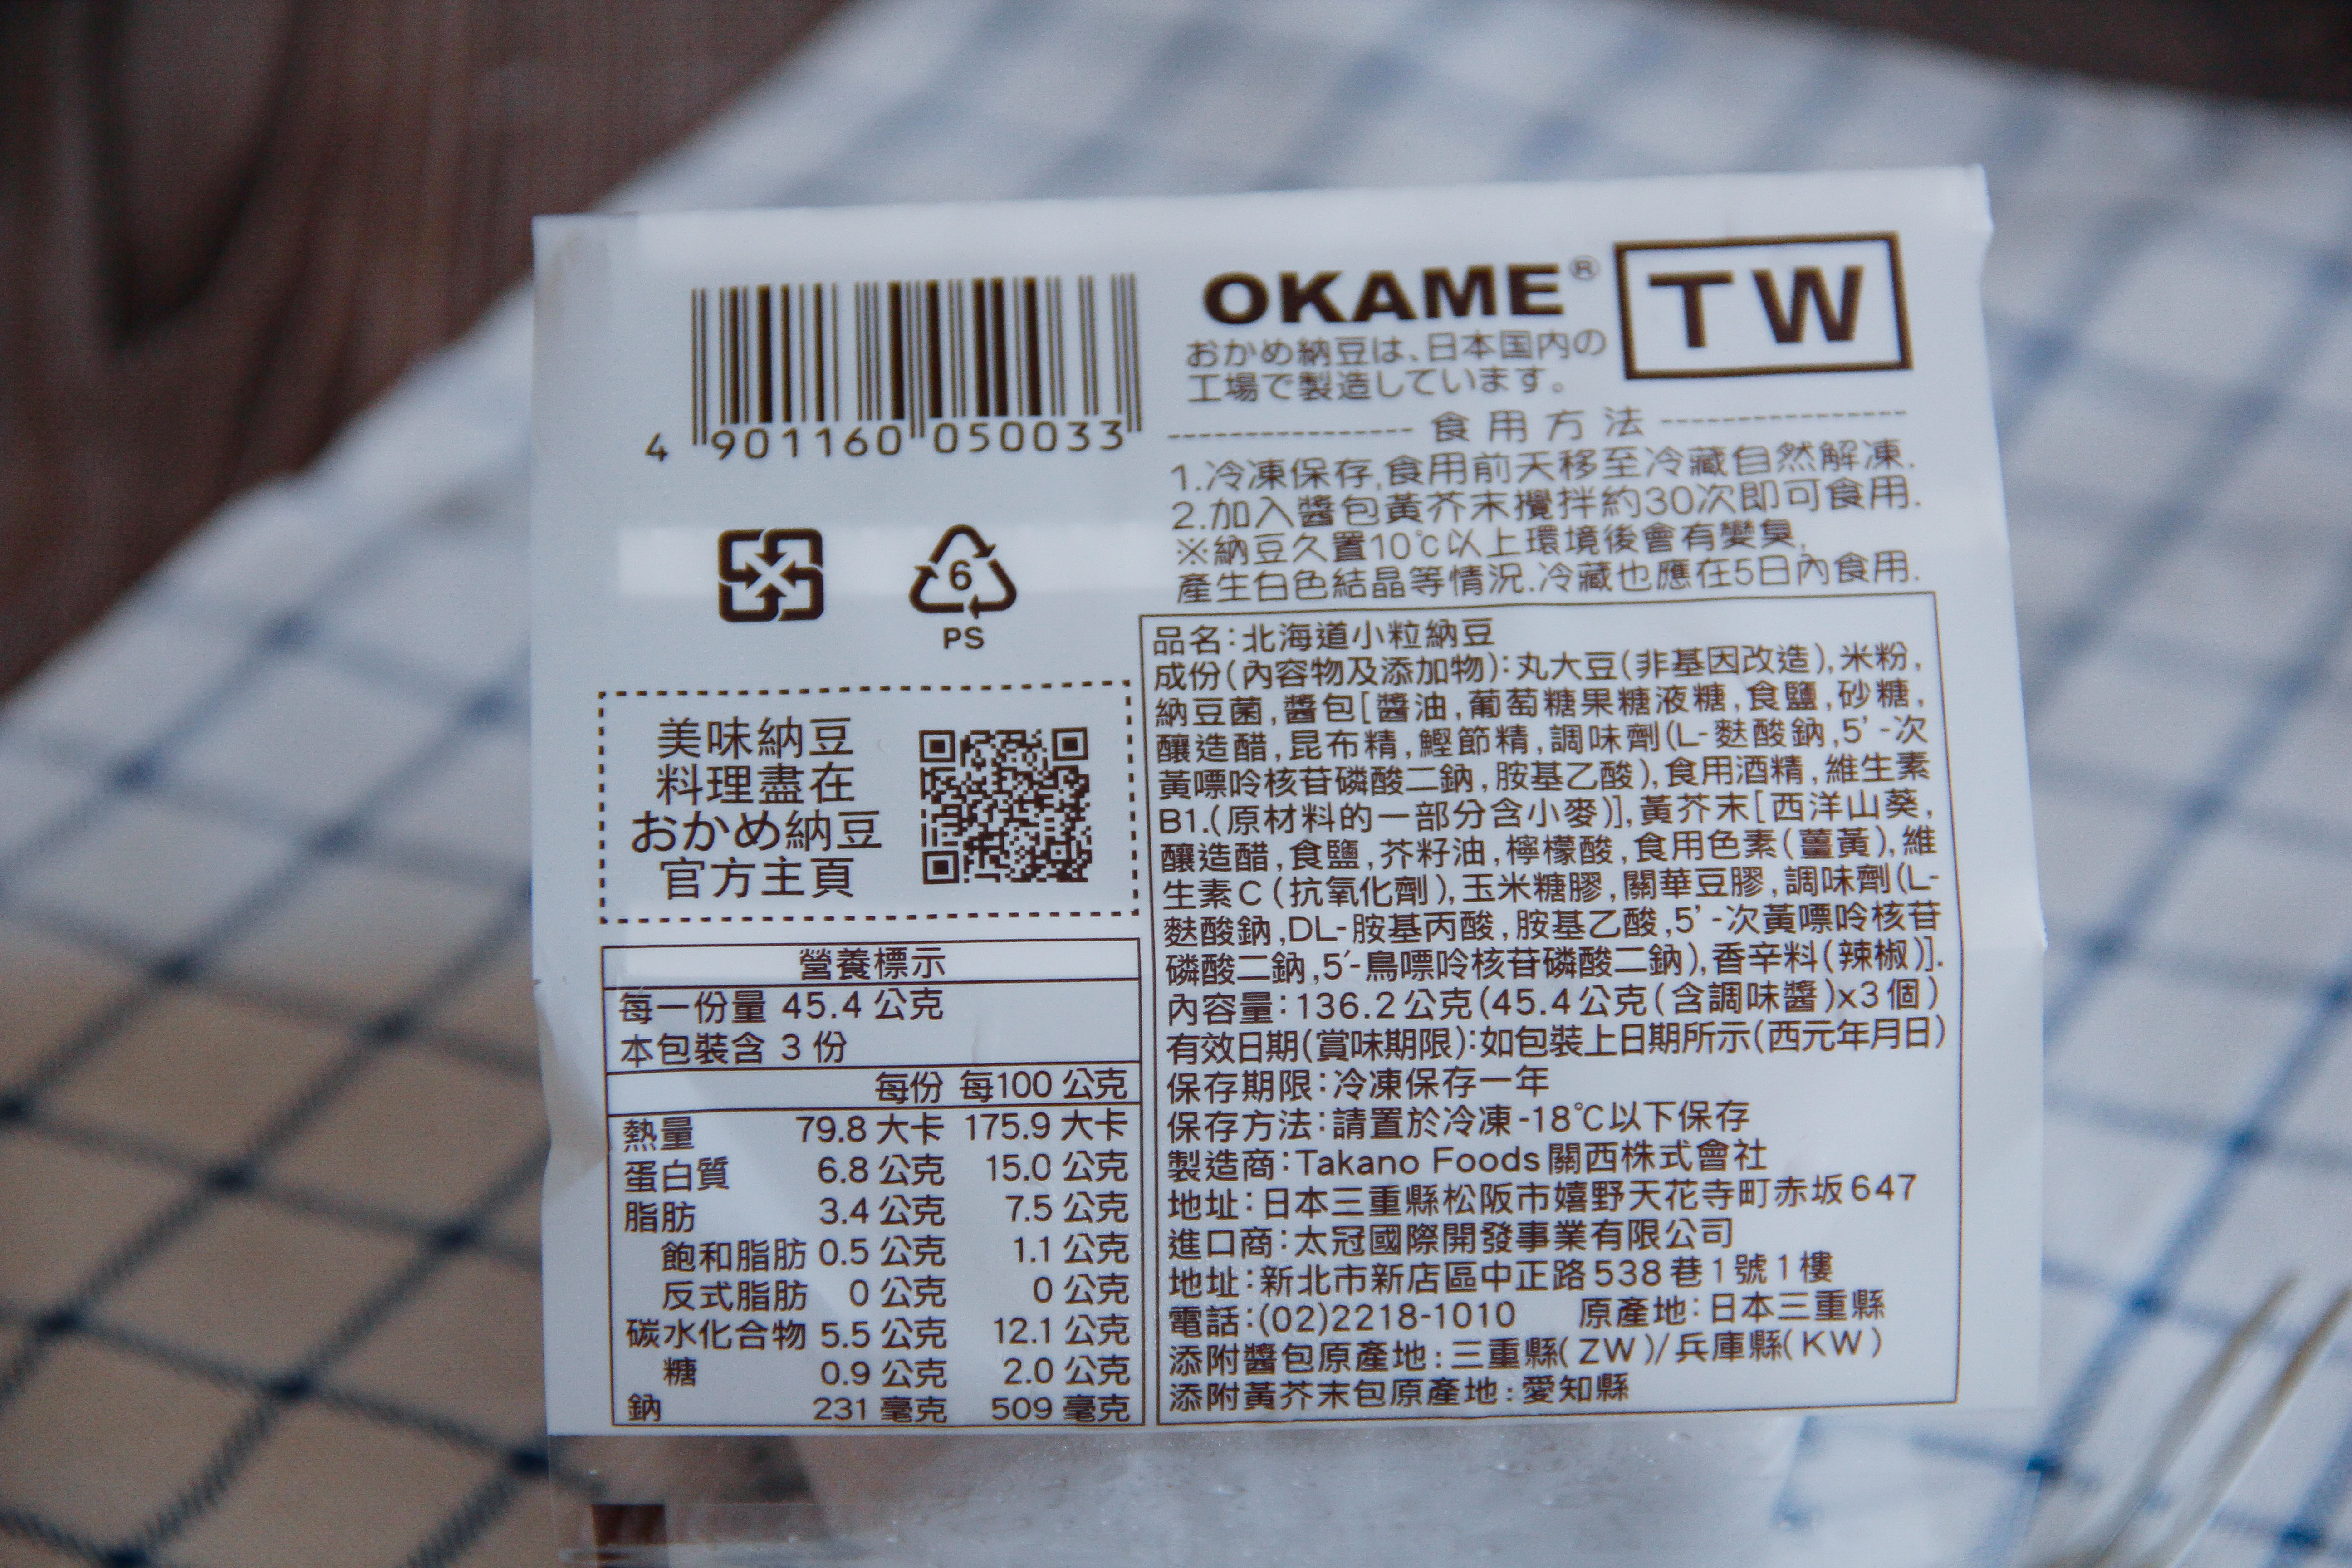 4 901160 050033
OKAME®
TW
おかめ納豆は、日本国内の
工場で製造しています。
食用方法
1.冷凍保存,食用前天移至冷藏自然解凍.
2.加入醬包黃芥末攪拌約30次即可食用.
※納豆久置10℃以上環境後會有變臭,
產生白色結晶等情況.冷藏也應在5日內食用.
6
PS
美味納豆
料理盡在
おかめ納豆
官方主頁
營養標示
每一份量 45.4 公克
本包裝含 3 份
每份 每100 公克
熱量 79.8 大卡 175.9 大卡
蛋白質 6.8 公克 15.0 公克
脂肪 3.4 公克 7.5 公克
飽和脂肪 0.5 公克 1.1 公克
反式脂肪 0 公克 0 公克
碳水化合物 5.5 公克 12.1 公克
糖 0.9 公克 2.0 公克
鈉 231 毫克 509 毫克
品名:北海道小粒納豆
成份(內容物及添加物):丸大豆(非基因改造),米粉,
納豆菌,醬包[醬油,葡萄糖果糖液糖,食鹽,砂糖,
釀造醋,昆布精,鰹節精,調味劑(L-麩酸鈉,5'-次
黃嘌呤核苷磷酸二鈉,胺基乙酸),食用酒精,維生素
B1.(原材料的一部分含小麥)],黃芥末[西洋山葵,
釀造醋,食鹽,芥籽油,檸檬酸,食用色素(薑黃),維
生素C(抗氧化劑),玉米糖膠,關華豆膠,調味劑(L-
麩酸鈉,DL-胺基丙酸,胺基乙酸,5'-次黃嘌呤核苷
磷酸二鈉,5'-鳥嘌呤核苷磷酸二鈉),香辛料(辣椒)].
內容量:136.2公克(45.4公克(含調味醬)x3個)
有效日期(賞味期限):如包裝上日期所示(西元年月日)
保存期限:冷凍保存一年
保存方法:請置於冷凍-18℃以下保存
製造商:Takano Foods關西株式會社
地址:日本三重縣松阪市嬉野天花寺町赤坂647
進口商:太冠國際開發事業有限公司
地址:新北市新店區中正路538巷1號1樓
電話:(02)2218-1010 原產地:日本三重縣
添附醬包原產地:三重縣(ZW)/兵庫縣(KW)
添附黃芥末包原產地:愛知縣